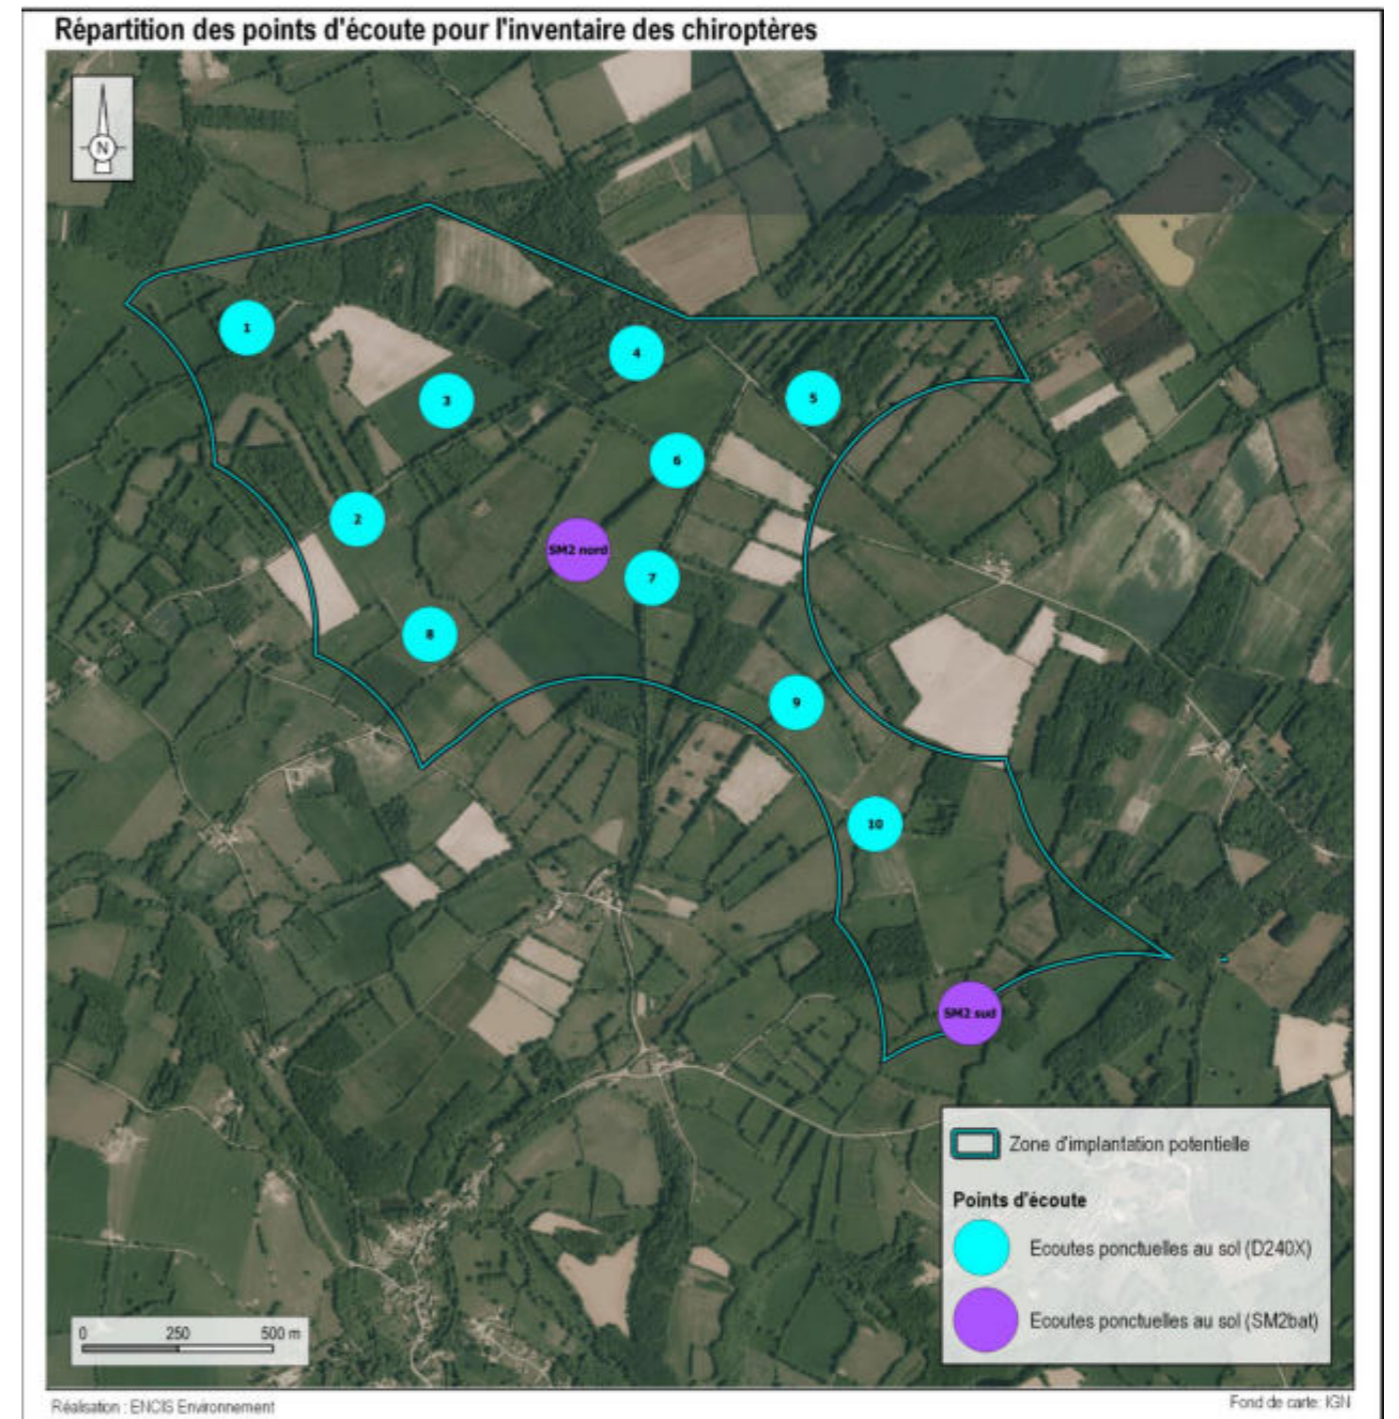 Répartition des points d'écoute pour l'inventaire des chiroptères
N
1
4
5
3
6
2
SM2 nord
7
8
9
10
SM2 sud
Zone d'implantation potentielle
Points d'écoute
Ecoutes ponctuelles au sol (D240X)
Ecoutes ponctuelles au sol (SM2bat)
0 250 500 m
Réalisation : ENCIS Environnement
Fond de carte: IGN